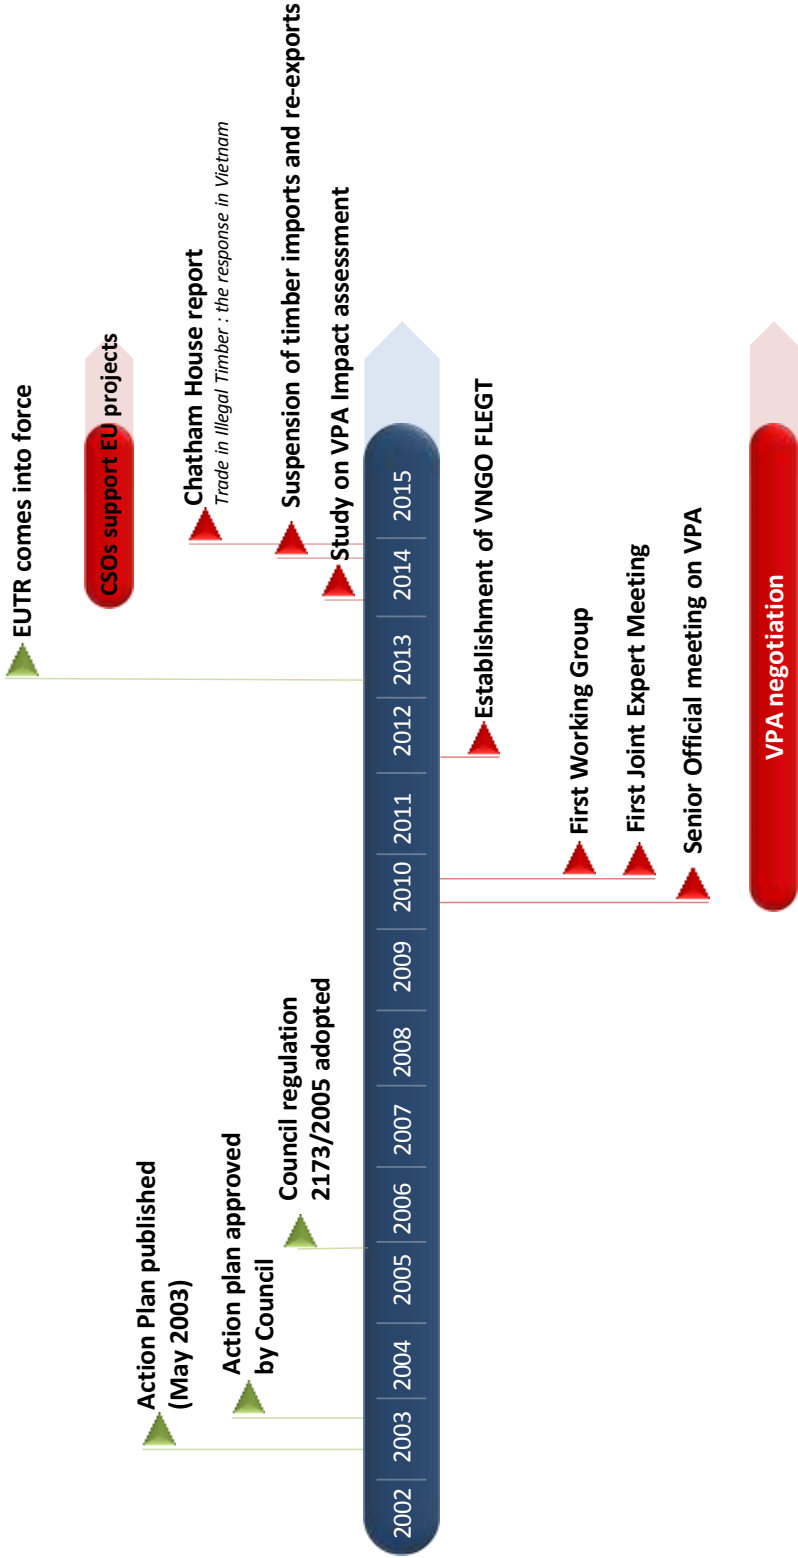 EUTR comes into force
CSOs support EU projects
Action Plan published
(May 2003)
Chatham House report
Trade in Illegal Timber : the response in Vietnam
Action plan approved
by Council
Suspension of timber imports and re-exports
Council regulation
2173/2005 adopted
Study on VPA Impact assessment
2002
2003
2004
2005
2006
2007
2008
2009
2010
2011
2012
2013
2014
2015
Establishment of VNGO FLEGT
First Working Group
First Joint Expert Meeting
Senior Official meeting on VPA
VPA negotiation